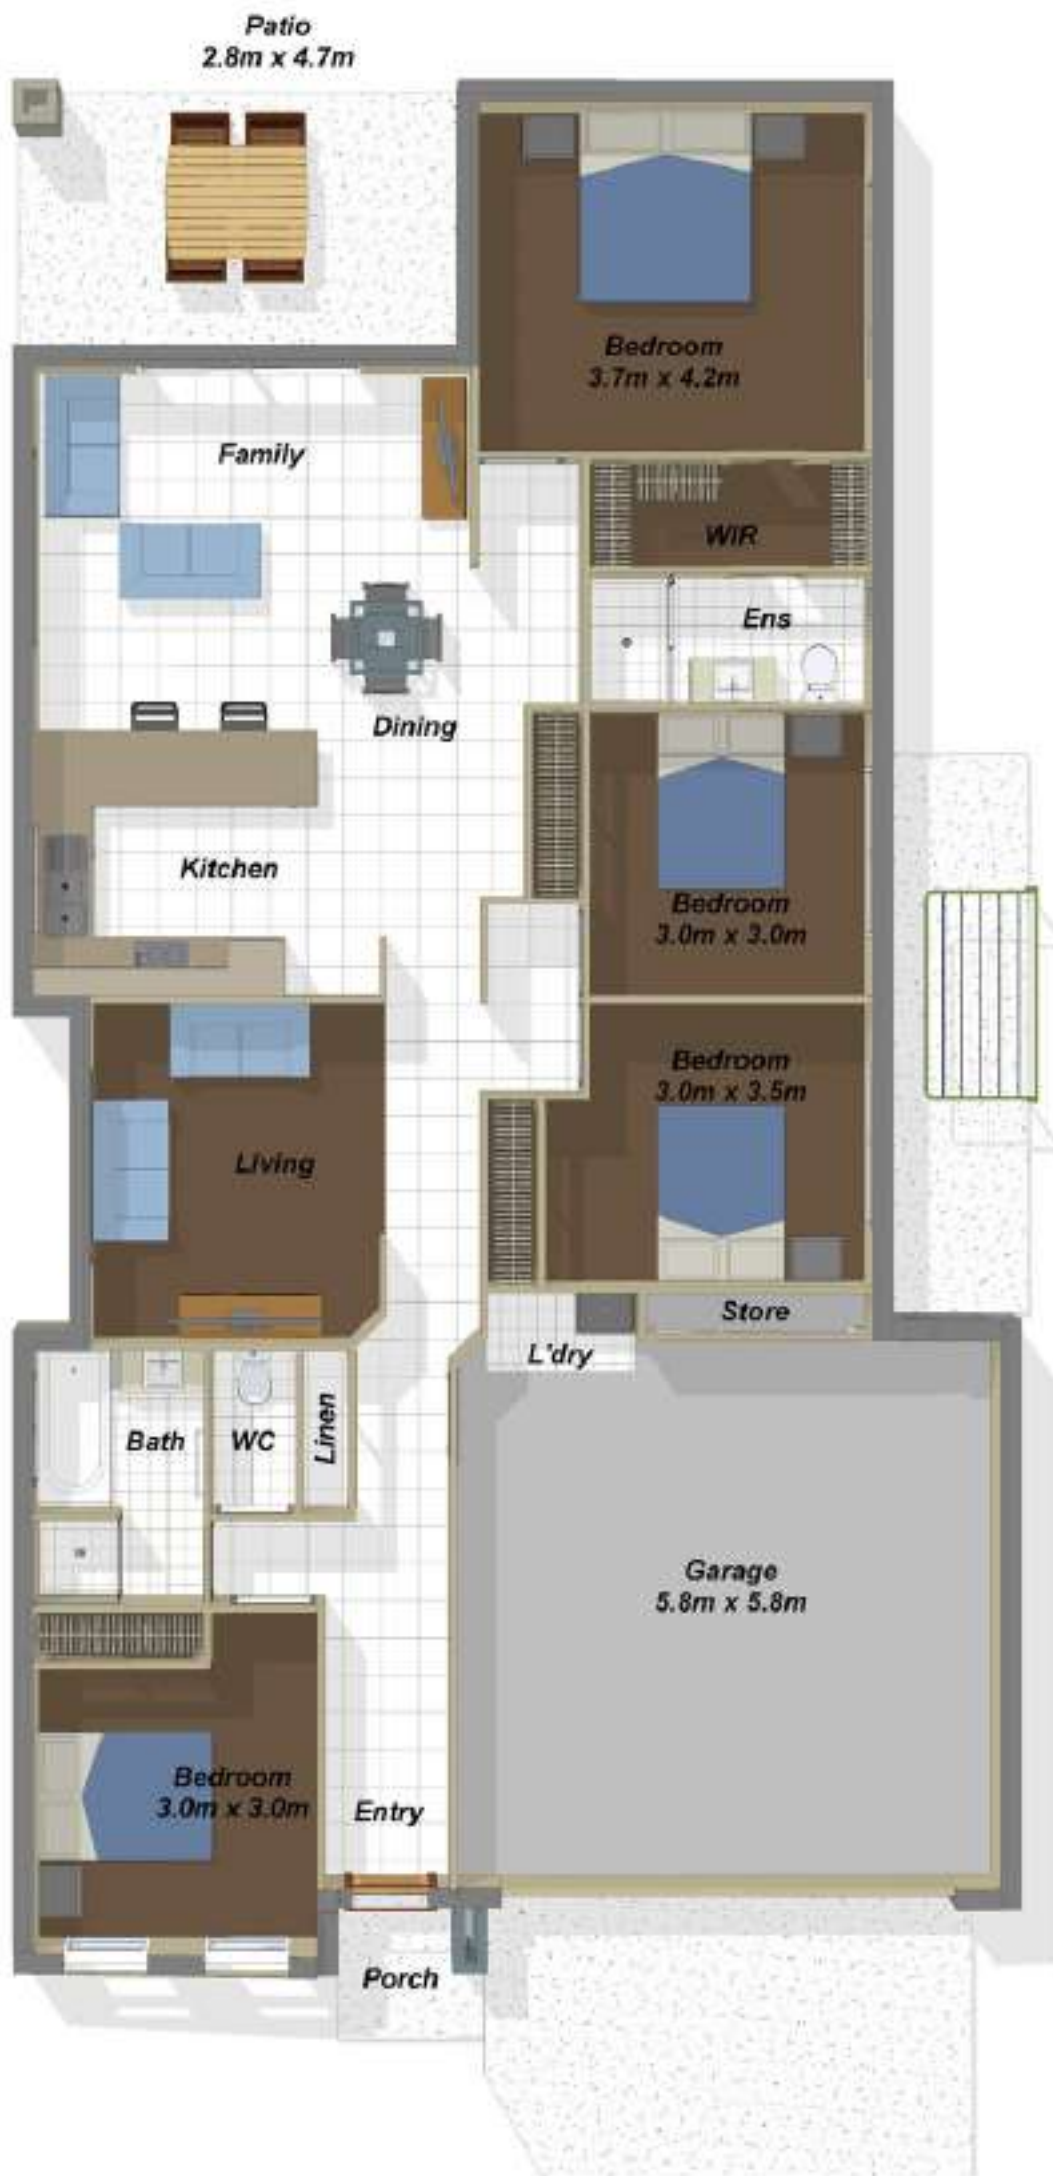 Patio
2.8m x 4.7m
Bedroom
3.7m x 4.2m
Family
WIR
Ens
Dining
Kitchen
Bedroom
3.0m x 3.0m
Bedroom
3.0m x 3.5m
Living
Store
L'dry
Bath
WC
Linen
Garage
5.8m x 5.8m
Bedroom
3.0m x 3.0m
Entry
Porch